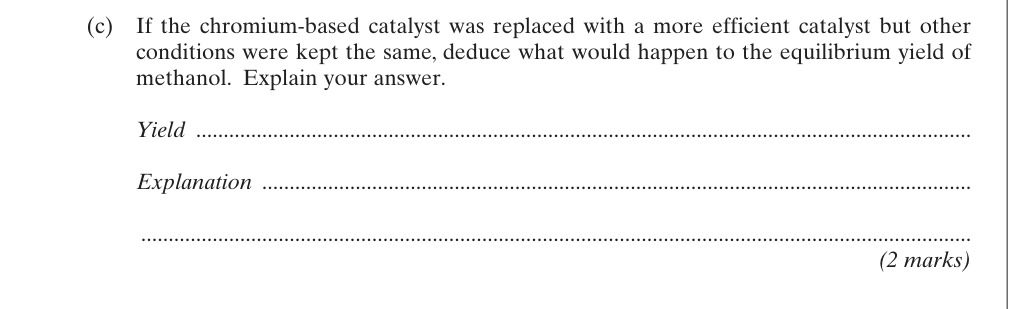 (c) If the chromium-based catalyst was replaced with a more efficient catalyst but other
conditions were kept the same, deduce what would happen to the equilibrium yield of
methanol. Explain your answer.
Yield ................................................................................................................................................
Explanation ....................................................................................................................................
..........................................................................................................................................................
(2 marks)